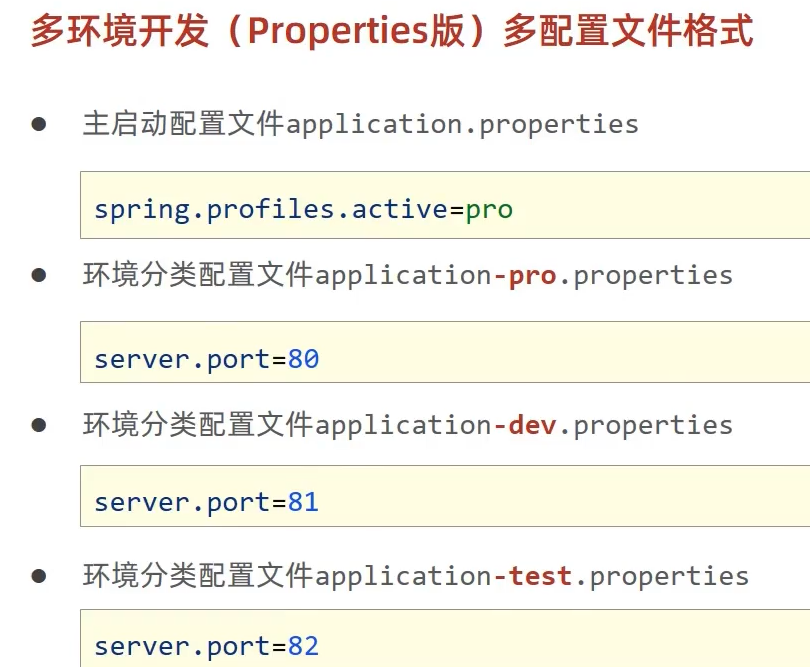 多环境开发（Properties版）多配置文件格式
● 主启动配置文件application.properties
spring.profiles.active=pro
● 环境分类配置文件application-pro.properties
server.port=80
● 环境分类配置文件application-dev.properties
server.port=81
● 环境分类配置文件application-test.properties
server.port=82